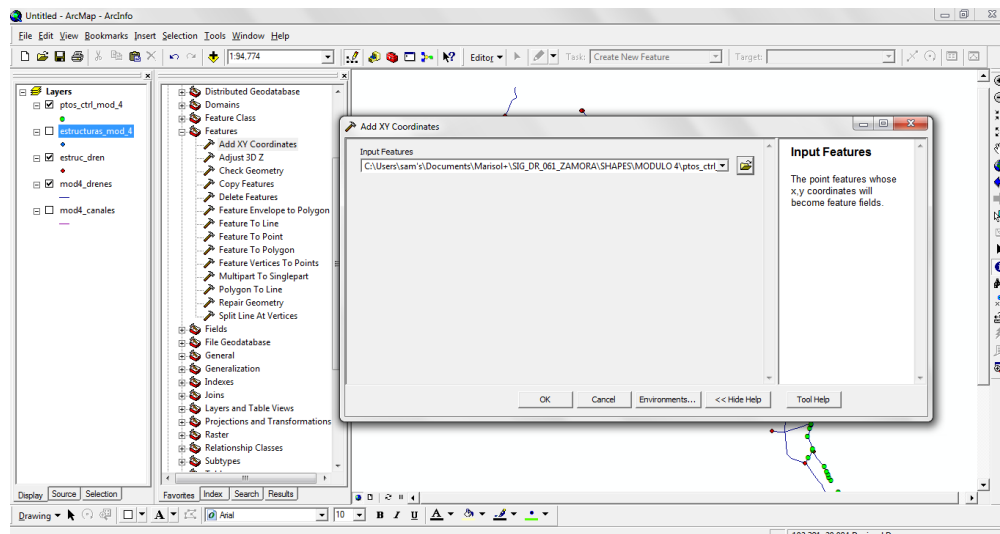 Untitled - ArcMap - ArcInfo
File Edit View Bookmarks Insert Selection Tools Window Help
1:94,774 Editor Task: Create New Feature Target:
Layers
ptos_ctrl_mod_4
estructuras_mod_4
estruc_dren
mod4_drenes
mod4_canales
Distributed Geodatabase
Domains
Feature Class
Features
Add XY Coordinates
Adjust 3D Z
Check Geometry
Copy Features
Delete Features
Feature Envelope to Polygon
Feature To Line
Feature To Point
Feature To Polygon
Feature Vertices To Points
Multipart To Singlepart
Polygon To Line
Repair Geometry
Split Line At Vertices
Fields
File Geodatabase
General
Generalization
Indexes
Joins
Layers and Table Views
Projections and Transformations
Raster
Relationship Classes
Subtypes
Add XY Coordinates
Input Features
C:\Users\sam's\Documents\Marisol+\SIG_DR_061_ZAMORA\SHAPES\MODULO 4\ptos_ctrl_
OK Cancel Environments... << Hide Help Tool Help
Input Features
The point features whose
x,y coordinates will
become feature fields.
Display Source Selection
Favorites Index Search Results
Drawing A Arial 10 B I U A